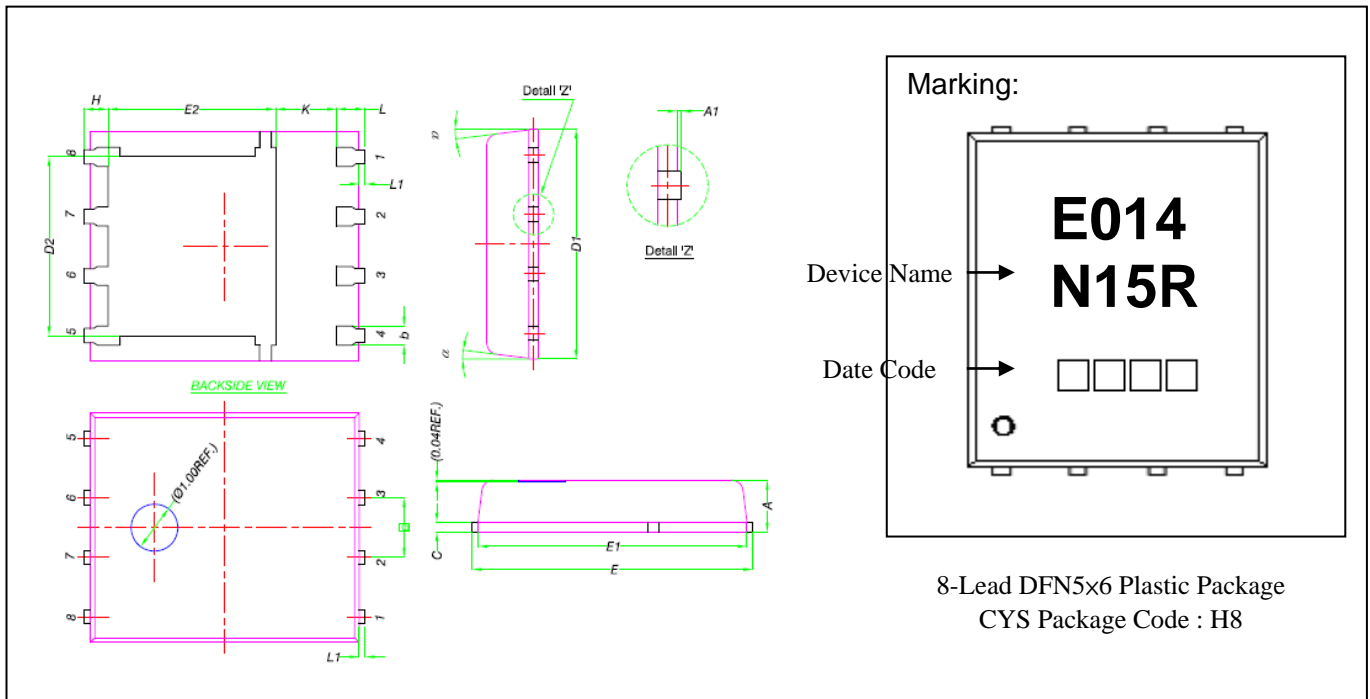 H E2 K L
8 1
L1
7 2
D2
6 3
5 4
b
BACKSIDE VIEW
Detail 'Z'
α
D1
α
A1
Detail 'Z'
5 4
(Ø1.00REF.)
6 3
7 2
8 1
L1
(0.04REF.)
A
C
E1
E
Marking:
E014
Device Name
N15R
Date Code
8-Lead DFN5×6 Plastic Package
CYS Package Code : H8